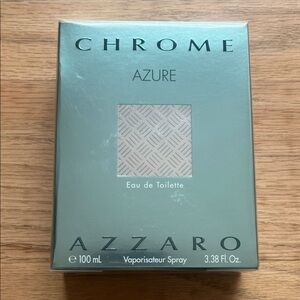 CHROME
AZURE
Eau de Toilette
AZZARO
℮ 100 mL Vaporisateur Spray 3.38 Fl. Oz.